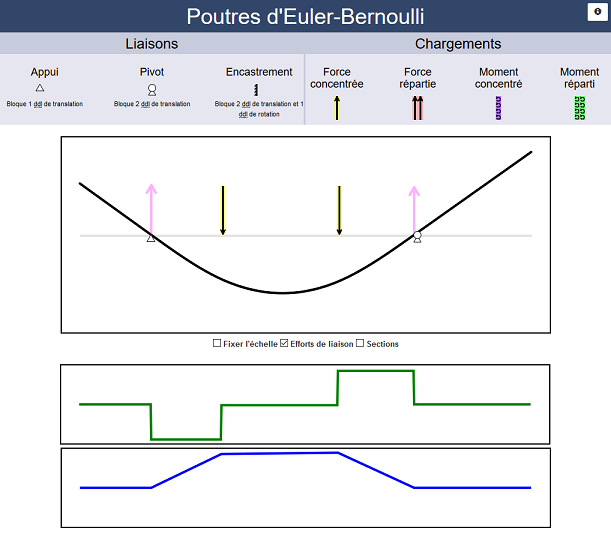 Poutres d'Euler-Bernoulli
Liaisons
Chargements
Appui
Bloque 1 ddl de translation
Pivot
Bloque 2 ddl de translation
Encastrement
Bloque 2 ddl de translation et 1
ddl de rotation
Force
concentrée
Force
répartie
Moment
concentré
Moment
réparti
Fixer l'échelle Efforts de liaison Sections